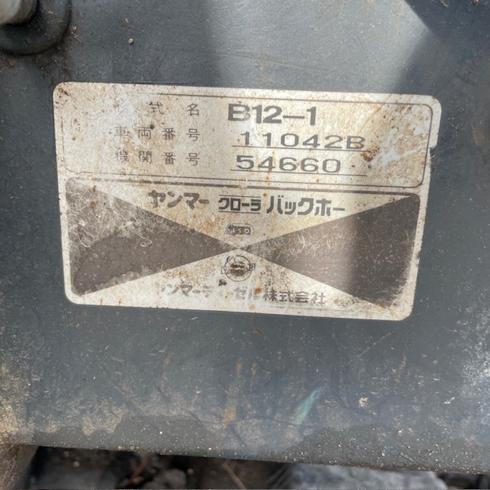 式名 B12-1
車両番号 11042B
機関番号 54660
ヤンマー クローラ バックホー
ンマーデ ゼル株式会社